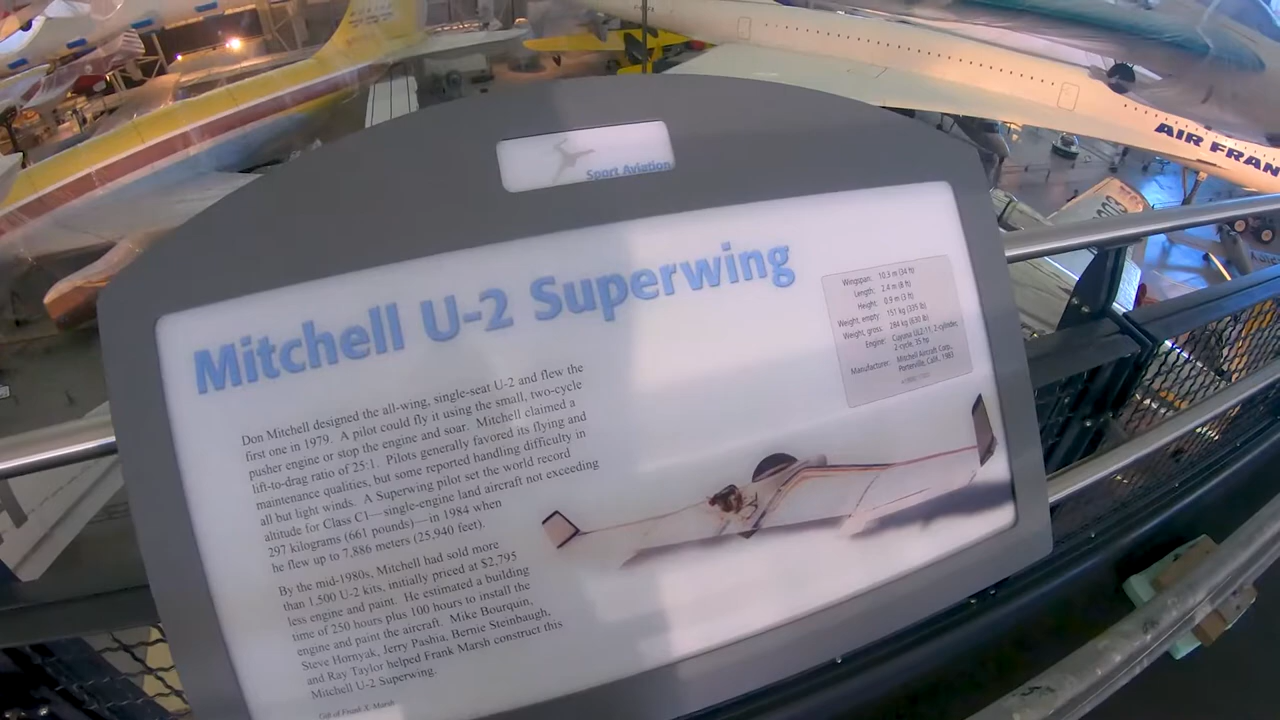 Sport Aviation
Mitchell U-2 Superwing
Wingspan: 10.3 m (34 ft)
Length: 2.4 m (8 ft)
Height: 0.9 m (3 ft)
Weight, empty: 151 kg (335 lb)
Weight, gross: 284 kg (630 lb)
Engine: Cuyuna UL2-11, 2-cylinder,
2-cycle, 35 hp
Manufacturer: Mitchell Aircraft Corp.,
Porterville, Calif., 1983
Don Mitchell designed the all-wing, single-seat U-2 and flew the
first one in 1979. A pilot could fly it using the small, two-cycle
pusher engine or stop the engine and soar. Mitchell claimed a
lift-to-drag ratio of 25:1. Pilots generally favored its flying and
maintenance qualities, but some reported handling difficulty in
all but light winds. A Superwing pilot set the world record
altitude for Class C1—single-engine land aircraft not exceeding
297 kilograms (661 pounds)—in 1984 when
he flew up to 7,886 meters (25,940 feet).
By the mid-1980s, Mitchell had sold more
than 1,500 U-2 kits, initially priced at $2,795
less engine and paint. He estimated a building
time of 250 hours plus 100 hours to install the
engine and paint the aircraft. Mike Bourquin,
Steve Hornyak, Jerry Pashia, Bernie Steinbaugh,
and Ray Taylor helped Frank Marsh construct this
Mitchell U-2 Superwing.
Gift of Frank X. Marsh
AIR FRAN